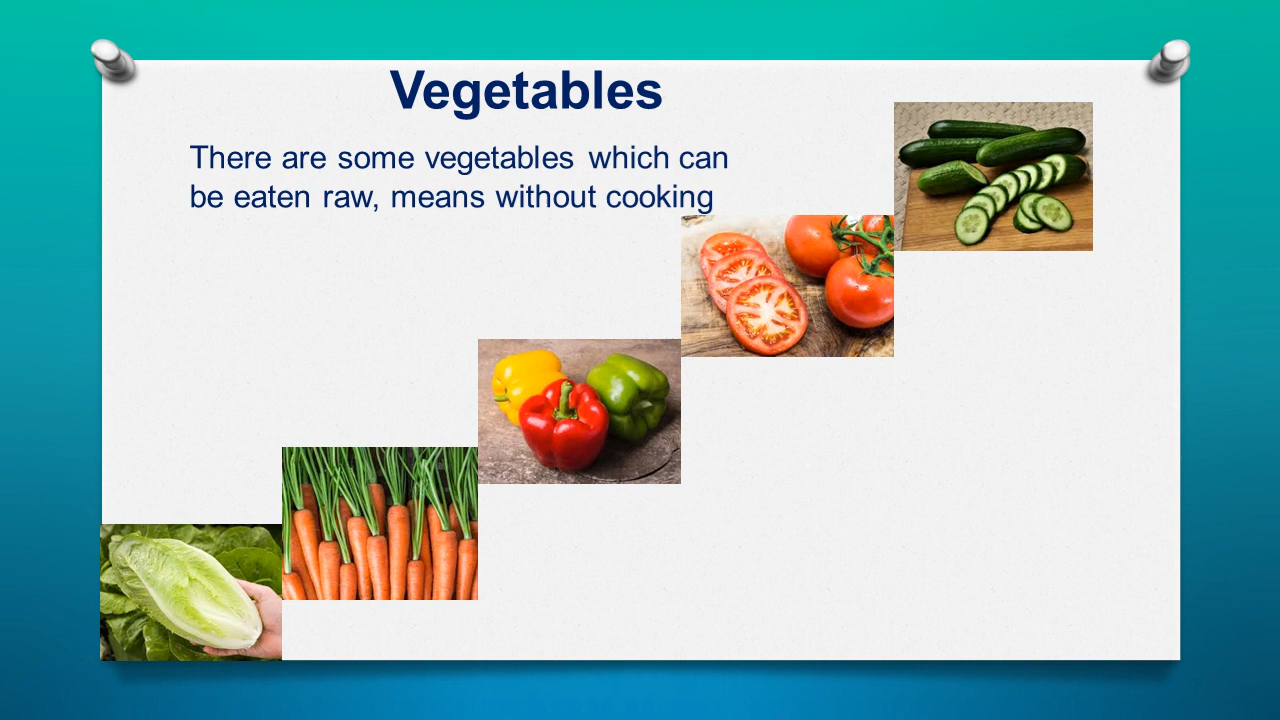 Vegetables
There are some vegetables which can
be eaten raw, means without cooking